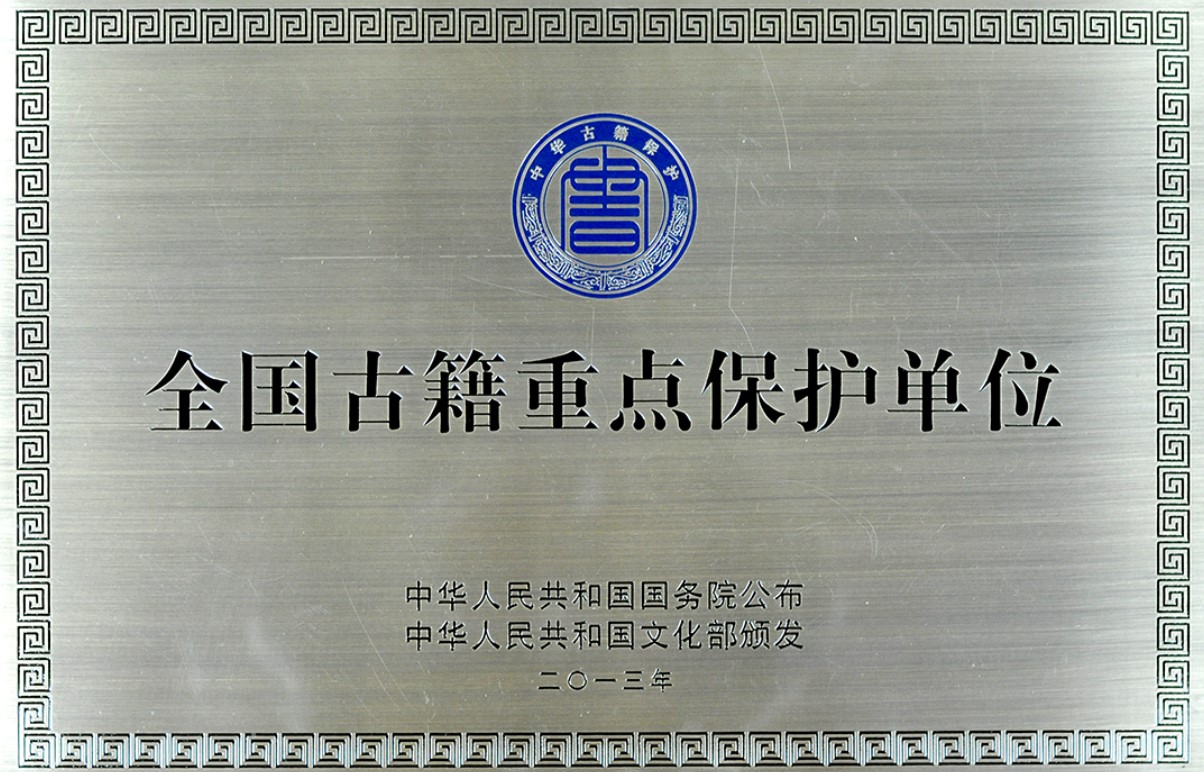 中华古籍保护
全国古籍重点保护单位
中华人民共和国国务院公布
中华人民共和国文化部颁发
二〇一三年